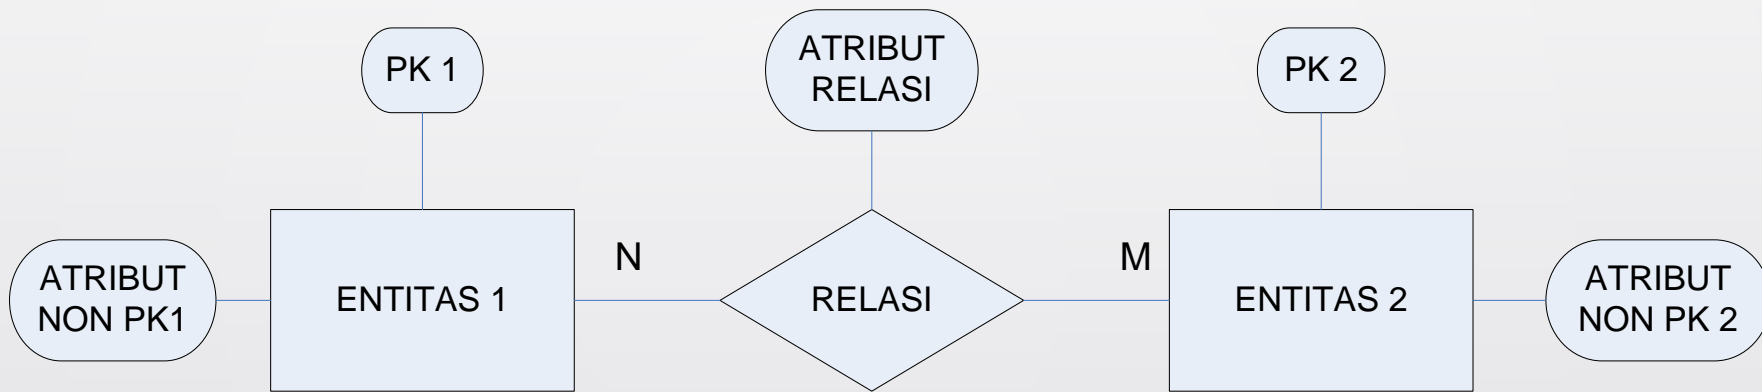 PK 1
ATRIBUT
RELASI
PK 2
ATRIBUT
NON PK1
ENTITAS 1
N
RELASI
M
ENTITAS 2
ATRIBUT
NON PK 2